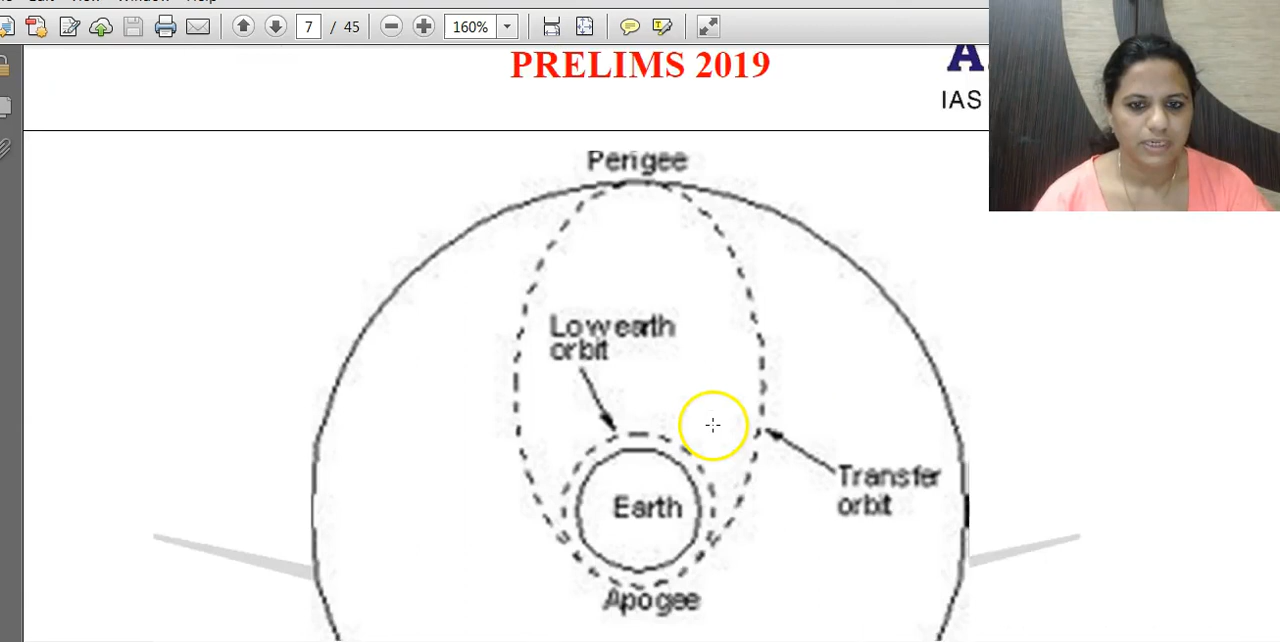 7 / 45
160%
PRELIMS 2019
A
IAS
Perigee
Low earth
orbit
Earth
Transfer
orbit
Apogee